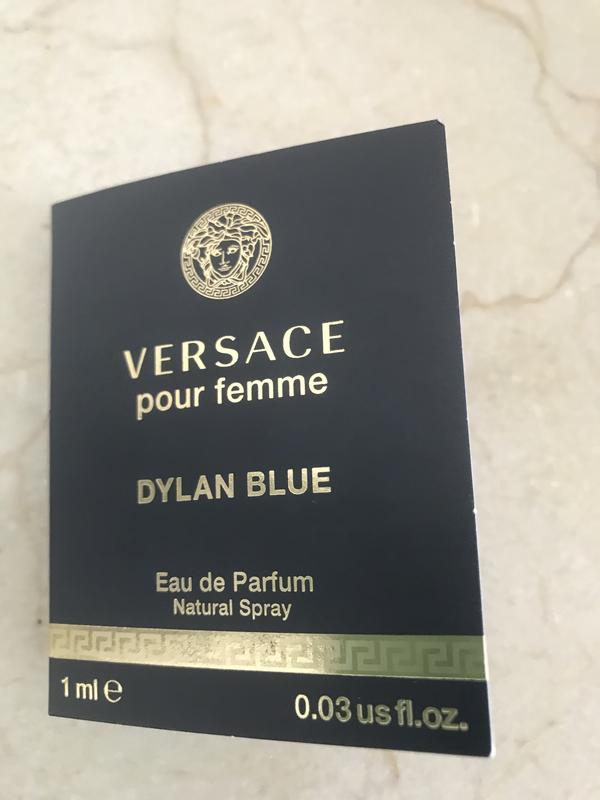 VERSACE
pour femme
DYLAN BLUE
Eau de Parfum
Natural Spray
1 ml ℮
0.03 us fl.oz.